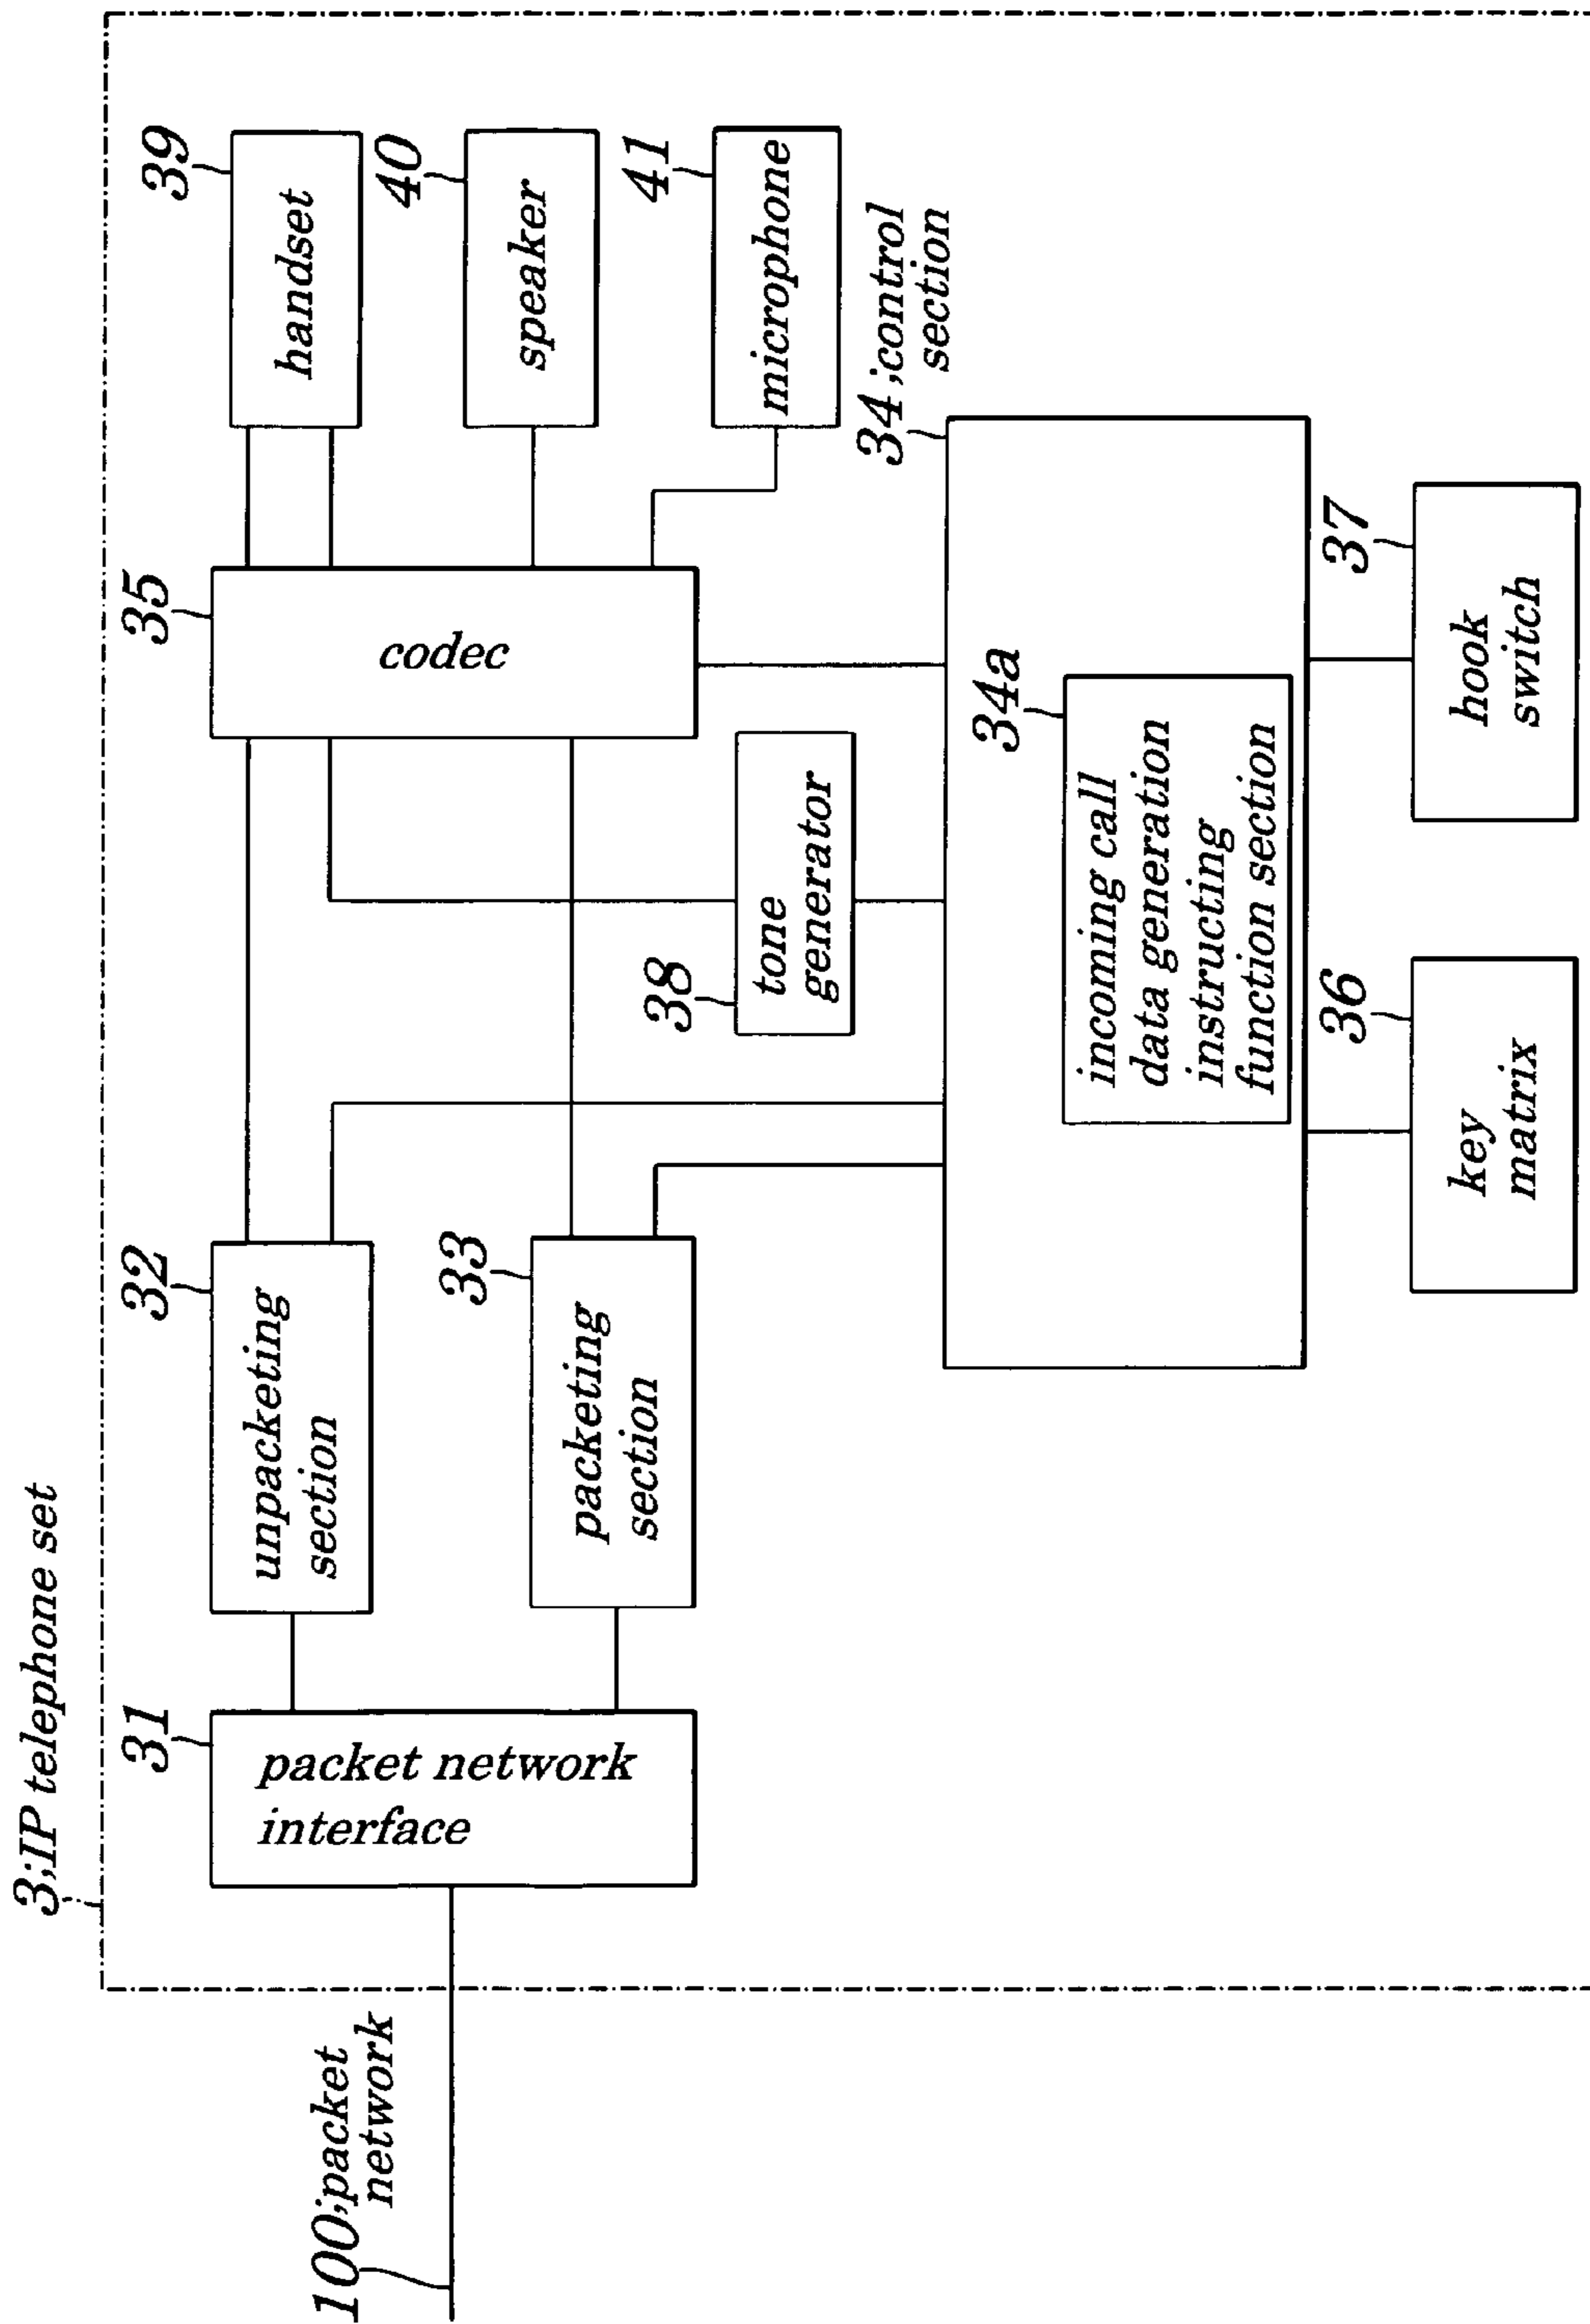 3;IP telephone set
100;packet
network
31
packet network
interface
32
unpacketing
section
33
packeting
section
35
codec
39
handset
40
speaker
41
microphone
38
tone
generator
34;control
section
34a
incoming call
data generation
instructing
function section
36
key
matrix
37
hook
switch